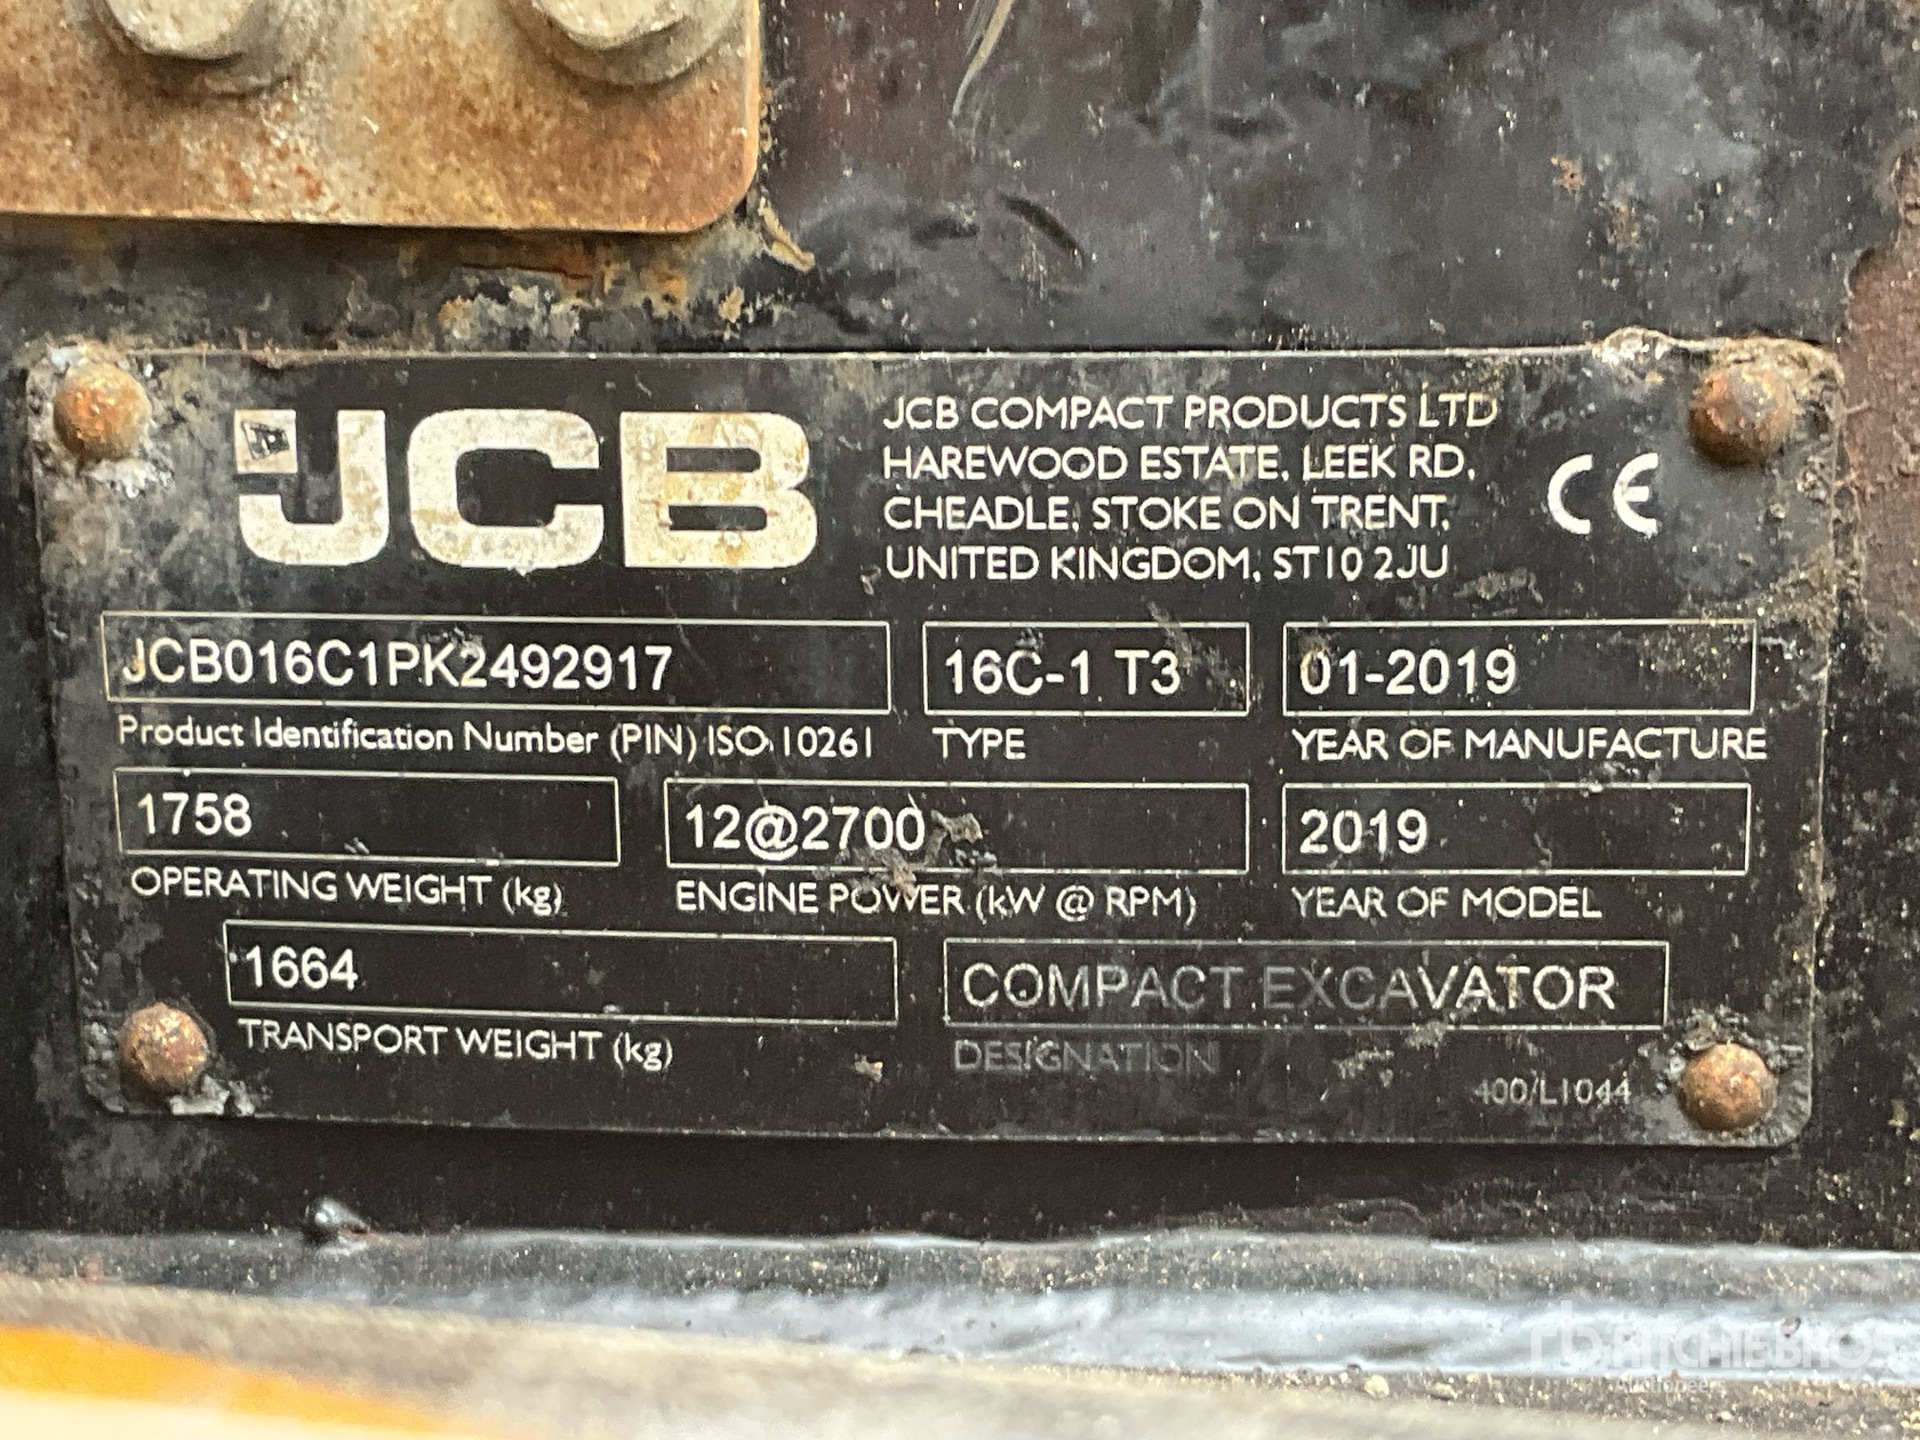 JCB
JCB COMPACT PRODUCTS LTD
HAREWOOD ESTATE, LEEK RD,
CHEADLE, STOKE ON TRENT,
UNITED KINGDOM, ST10 2JU
CE
JCB016C1PK2492917
Product Identification Number (PIN) ISO 10261
16C-1 T3
TYPE
01-2019
YEAR OF MANUFACTURE
1758
OPERATING WEIGHT (kg)
12@2700
ENGINE POWER (kW @ RPM)
2019
YEAR OF MODEL
1664
TRANSPORT WEIGHT (kg)
COMPACT EXCAVATOR
DESIGNATION
400/L1044
rb RITCHIE BROS.
Auctioneers